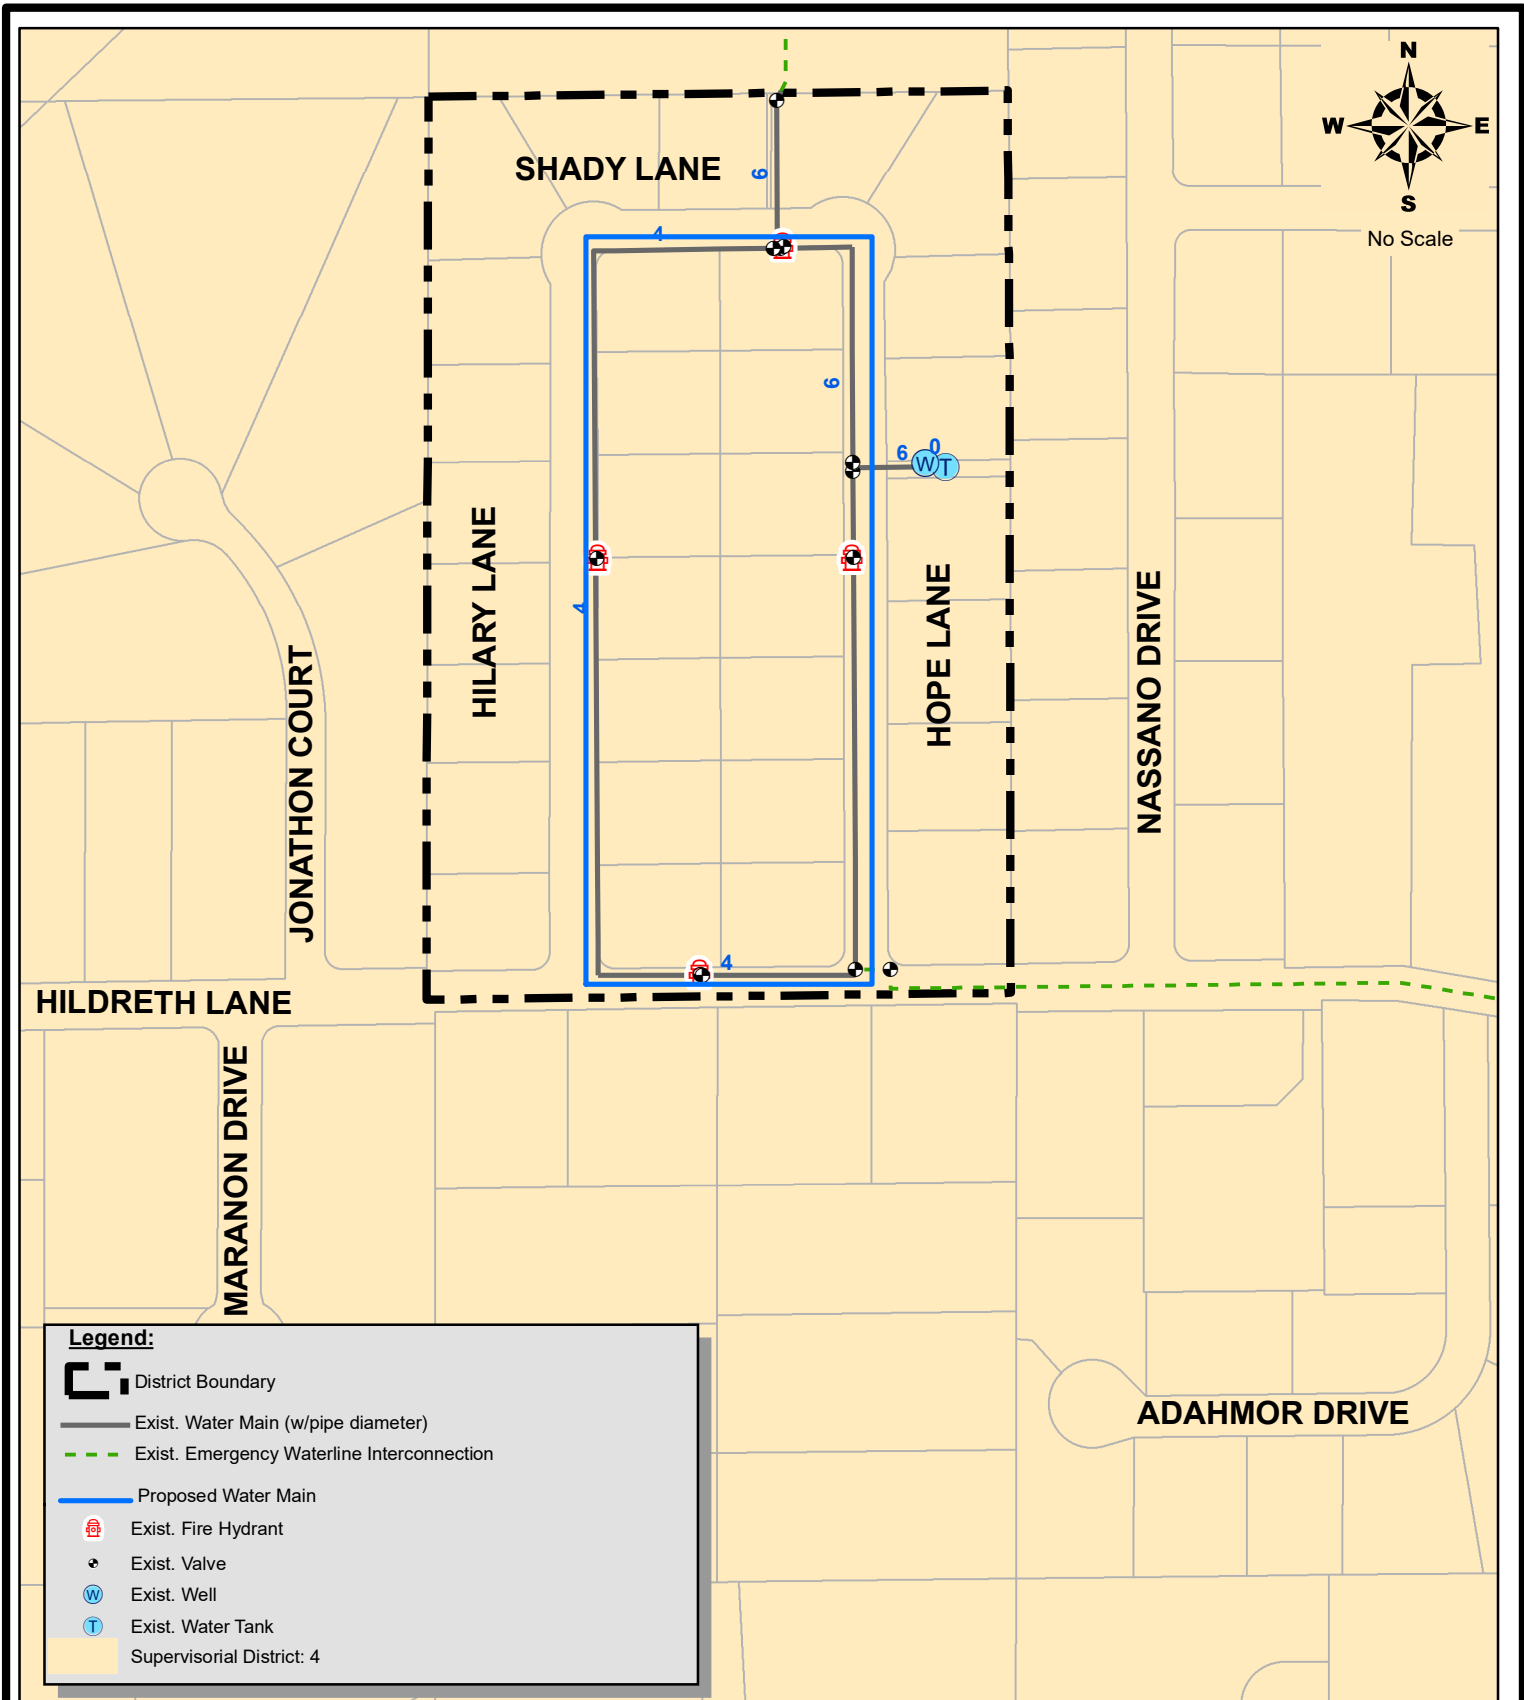 N
W E
S
No Scale
SHADY LANE
6
4
6
6
0
W
T
HILARY LANE
4
HOPE LANE
NASSANO DRIVE
JONATHON COURT
4
HILDRETH LANE
MARANON DRIVE
ADAHMOR DRIVE
Legend:
District Boundary
Exist. Water Main (w/pipe diameter)
Exist. Emergency Waterline Interconnection
Proposed Water Main
Exist. Fire Hydrant
Exist. Valve
W Exist. Well
T Exist. Water Tank
Supervisorial District: 4